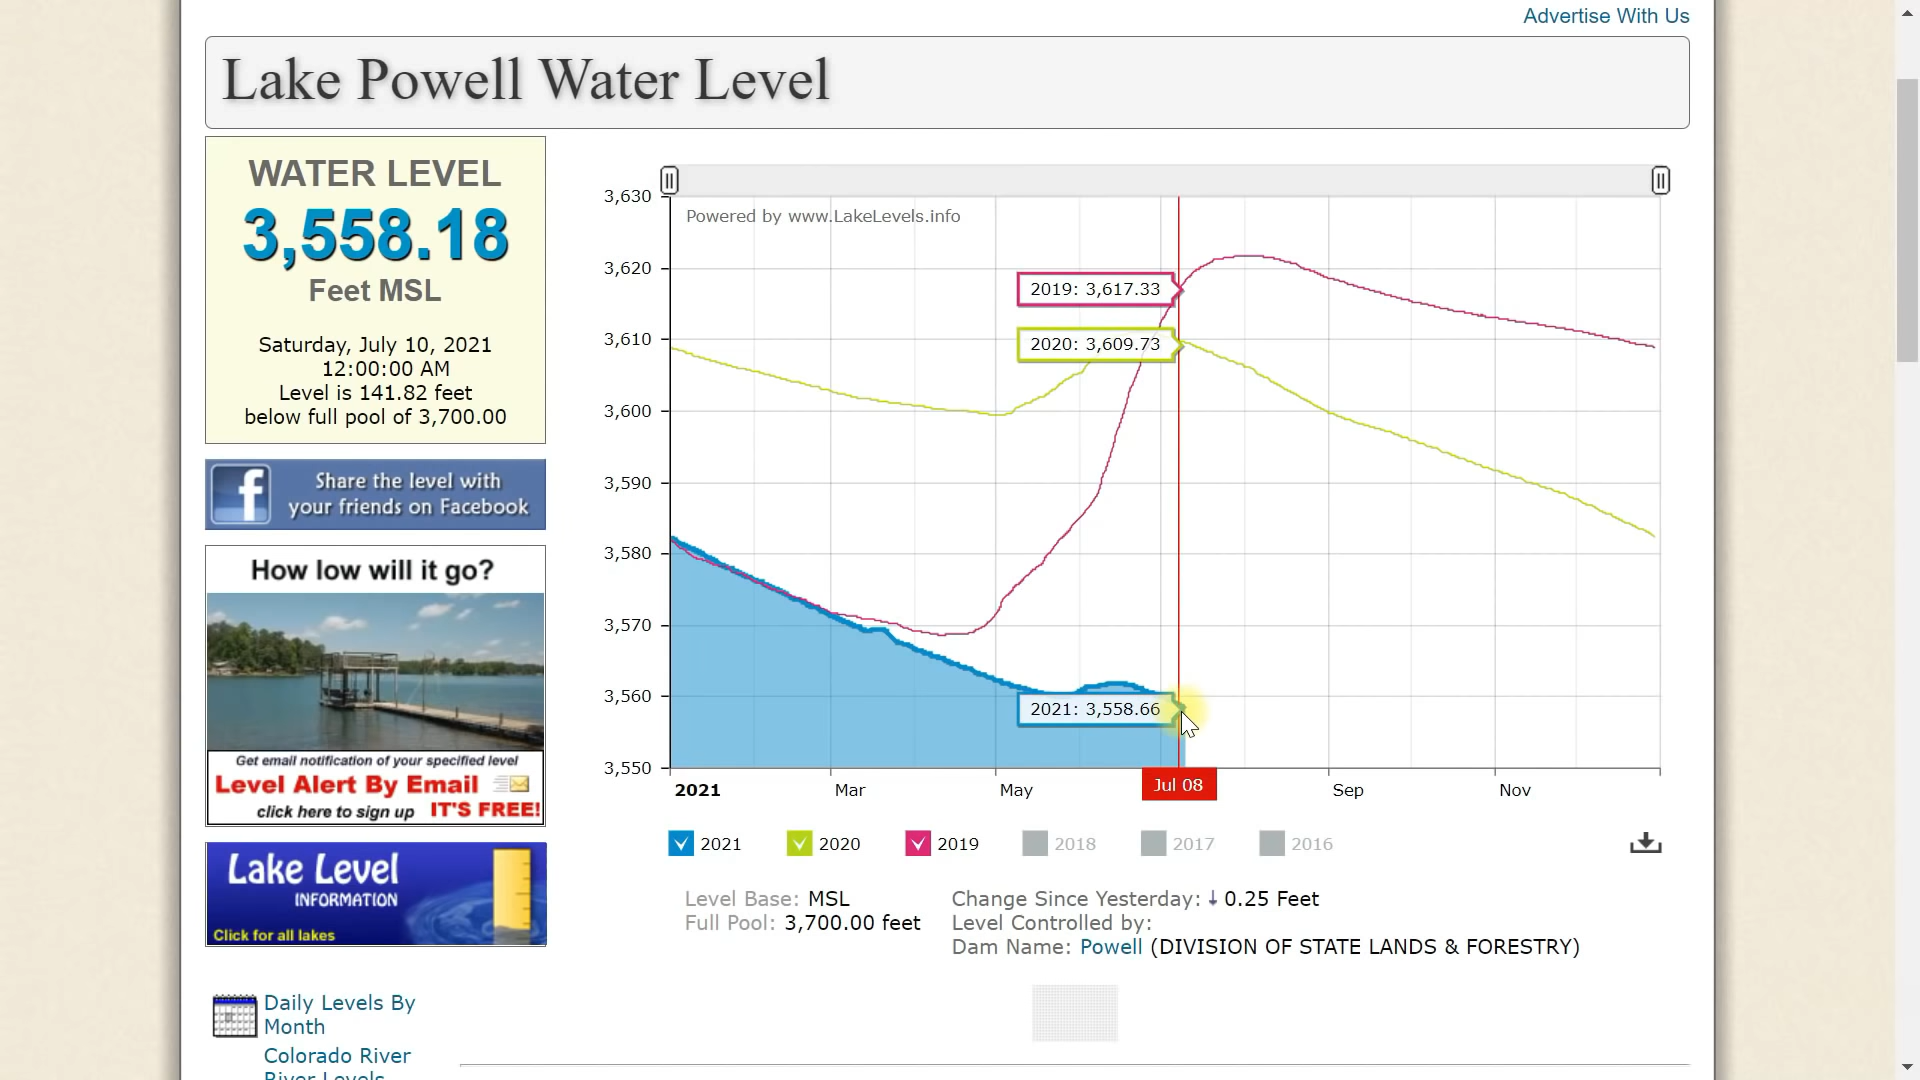 Advertise With Us
Lake Powell Water Level
WATER LEVEL
3,558.18
Feet MSL
Saturday, July 10, 2021
12:00:00 AM
Level is 141.82 feet
below full pool of 3,700.00
Share the level with
your friends on Facebook
How low will it go?
Get email notification of your specified level
Level Alert By Email
click here to sign up IT'S FREE!
Lake Level
INFORMATION
Click for all lakes
Daily Levels By
Month
Colorado River
River Levels
3,630
3,620
3,610
3,600
3,590
3,580
3,570
3,560
3,550
Powered by www.LakeLevels.info
2019: 3,617.33
2020: 3,609.73
2021: 3,558.66
2021 Mar May Jul 08 Sep Nov
2021 2020 2019 2018 2017 2016
Level Base: MSL
Full Pool: 3,700.00 feet
Change Since Yesterday: ↓ 0.25 Feet
Level Controlled by:
Dam Name: Powell (DIVISION OF STATE LANDS & FORESTRY)